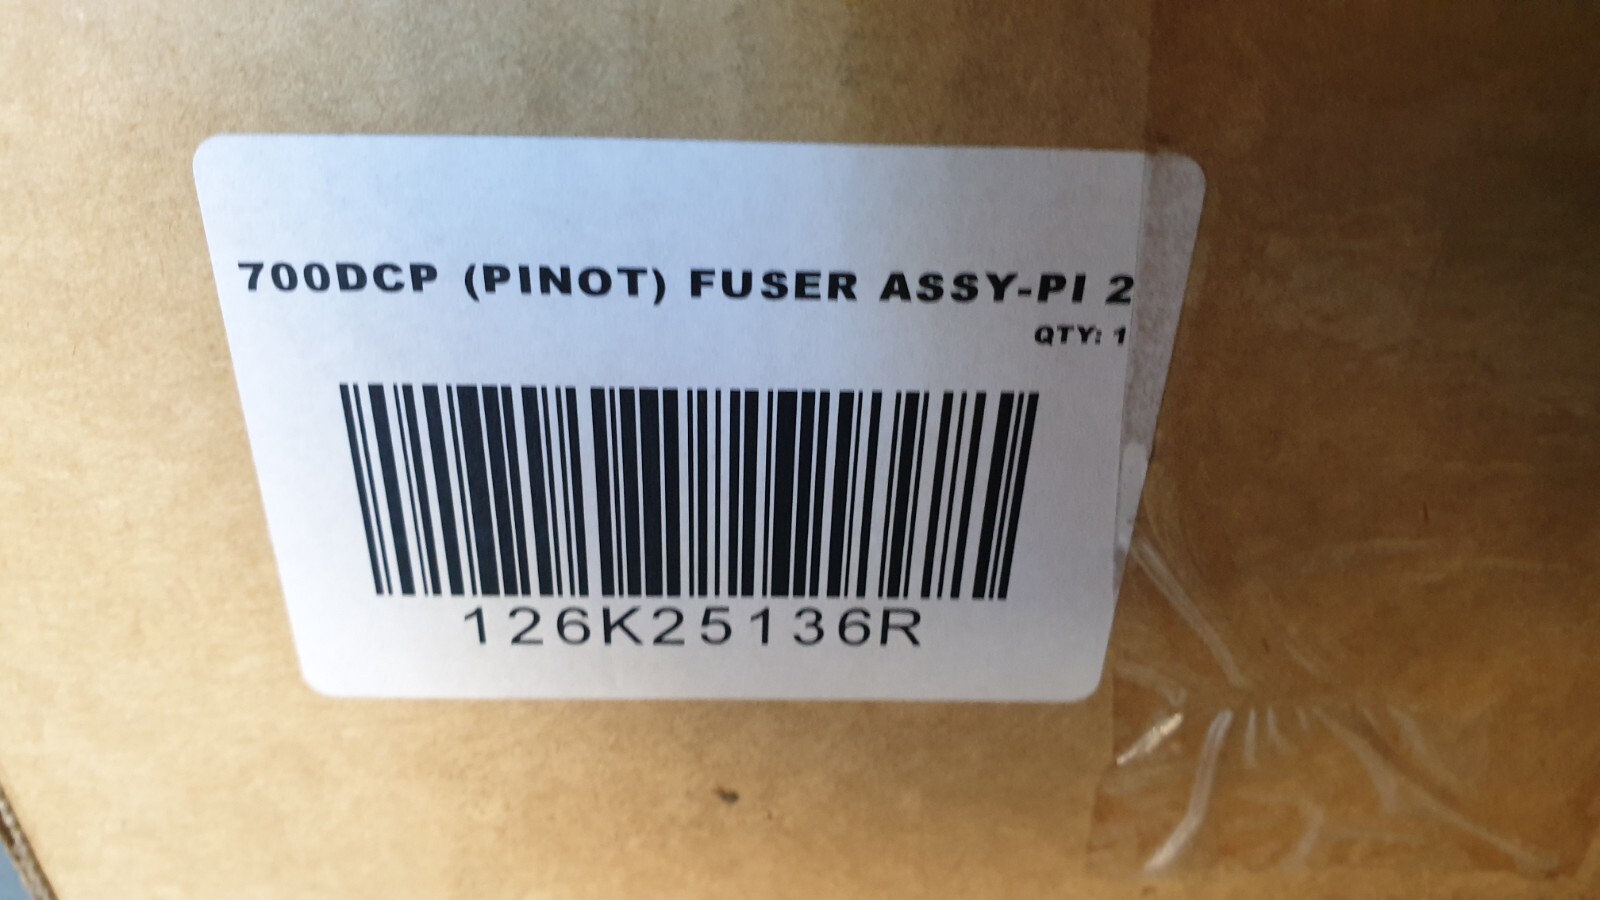 700DCP (PINOT) FUSER ASSY-PI 2
QTY: 1
126K25136R